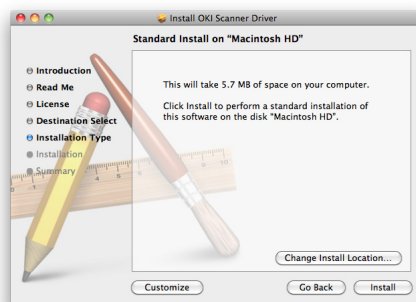 Install OKI Scanner Driver
Standard Install on "Macintosh HD"
Introduction
Read Me
License
Destination Select
Installation Type
Installation
Summary
This will take 5.7 MB of space on your computer.
Click Install to perform a standard installation of
this software on the disk "Macintosh HD".
Change Install Location...
Customize
Go Back
Install